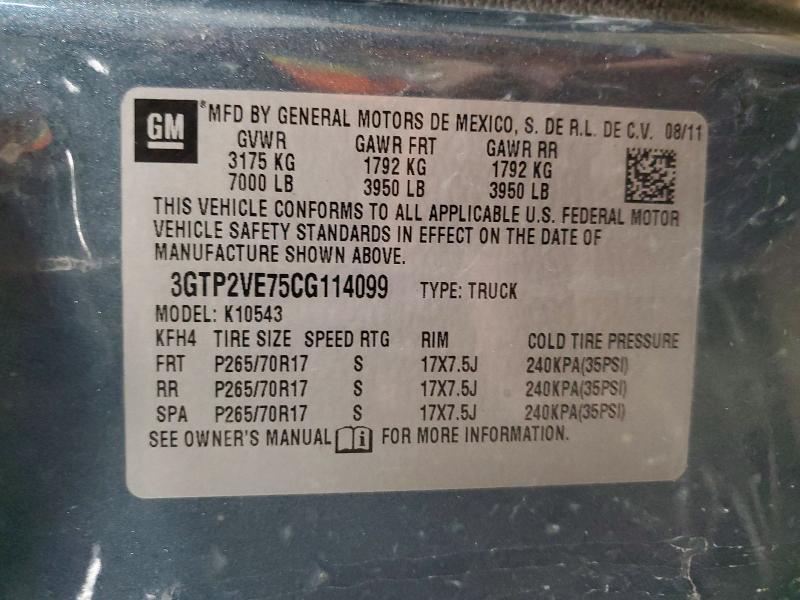 GM
®MFD BY GENERAL MOTORS DE MEXICO, S. DE R.L. DE C.V. 08/11
GVWR GAWR FRT GAWR RR
3175 KG 1792 KG 1792 KG
7000 LB 3950 LB 3950 LB
THIS VEHICLE CONFORMS TO ALL APPLICABLE U.S. FEDERAL MOTOR
VEHICLE SAFETY STANDARDS IN EFFECT ON THE DATE OF
MANUFACTURE SHOWN ABOVE.
3GTP2VE75CG114099 TYPE: TRUCK
MODEL: K10543
KFH4 TIRE SIZE SPEED RTG RIM COLD TIRE PRESSURE
FRT P265/70R17 S 17X7.5J 240KPA(35PSI)
RR P265/70R17 S 17X7.5J 240KPA(35PSI)
SPA P265/70R17 S 17X7.5J 240KPA(35PSI)
SEE OWNER'S MANUAL i FOR MORE INFORMATION.